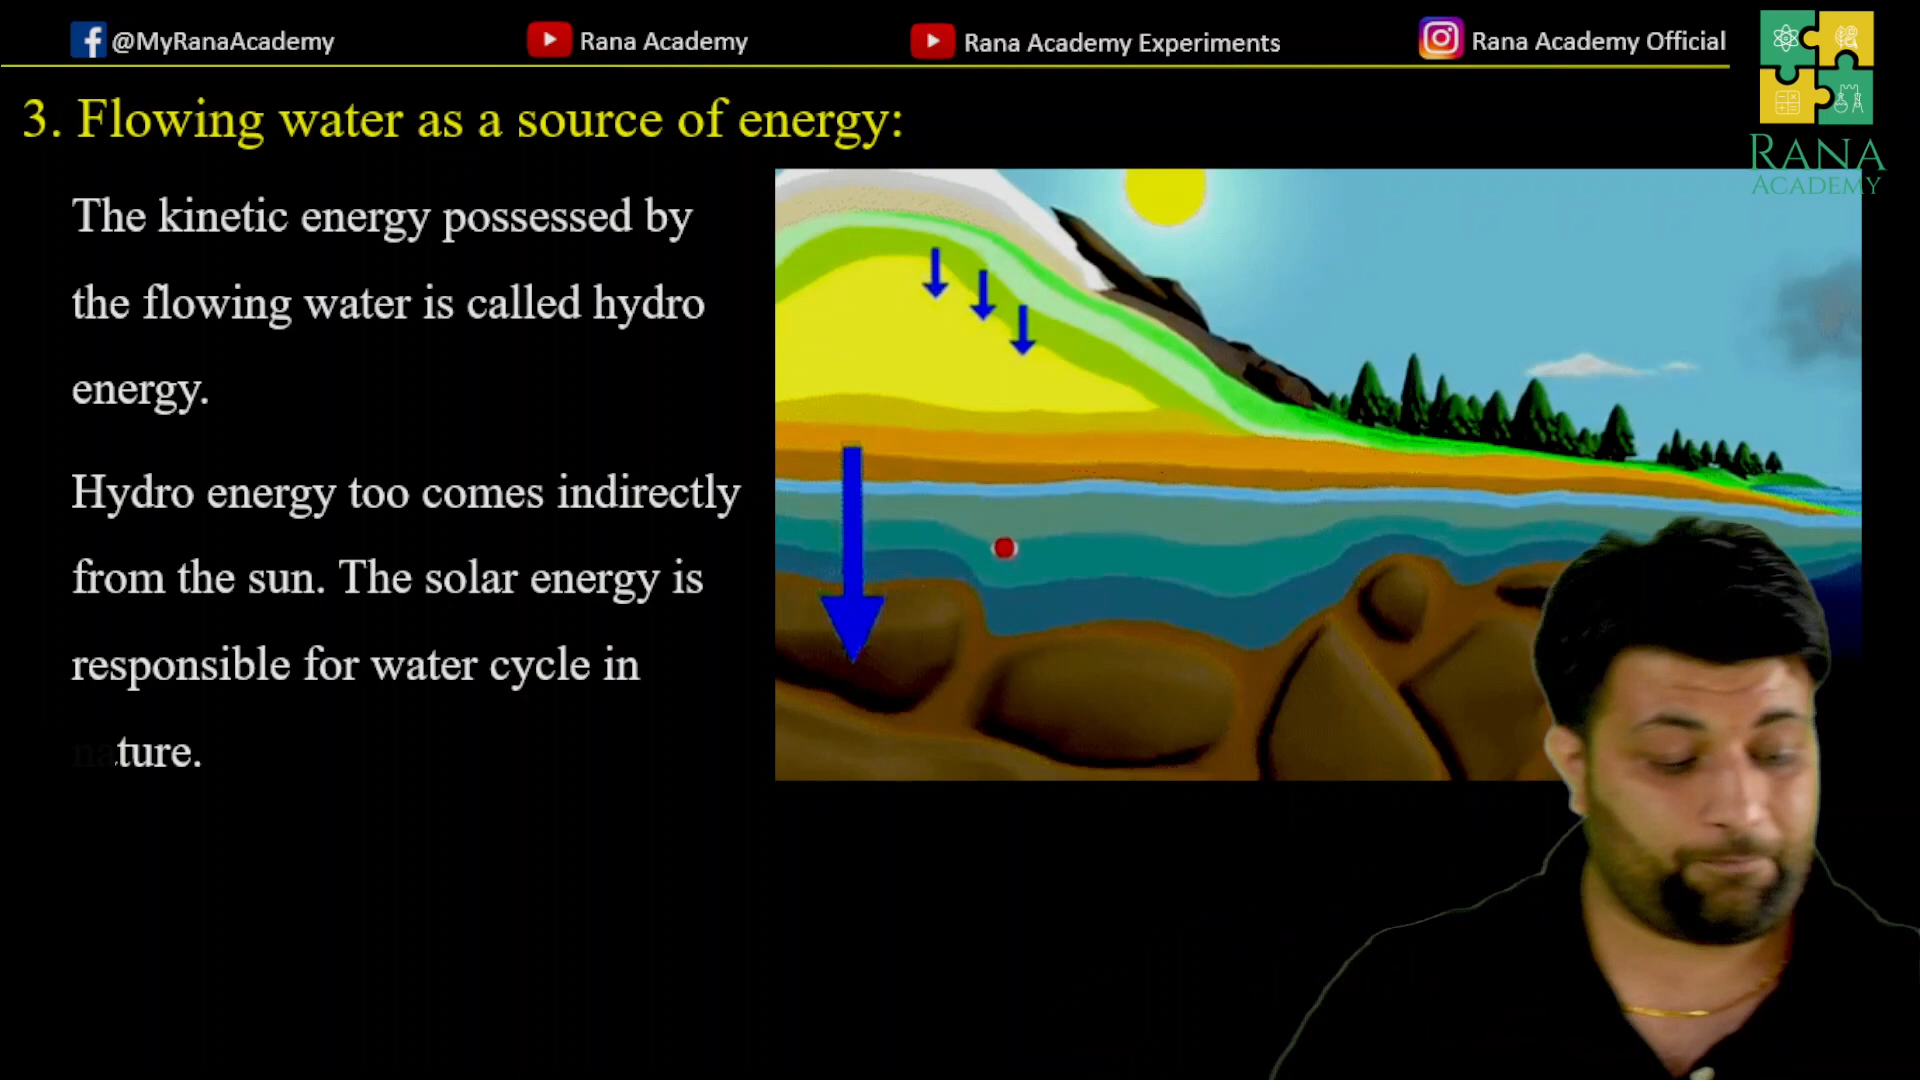 @MyRanaAcademy
Rana Academy
Rana Academy Experiments
Rana Academy Official
RANA
ACADEMY
3. Flowing water as a source of energy:
The kinetic energy possessed by
the flowing water is called hydro
energy.
Hydro energy too comes indirectly
from the sun. The solar energy is
responsible for water cycle in
nature.